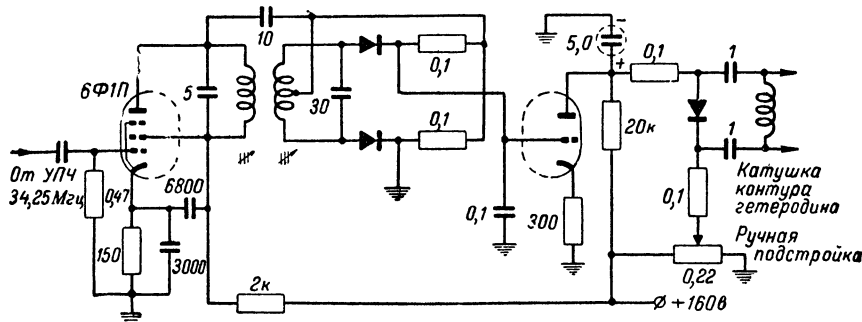 10
5,0
−
+
0,1
1
6Ф1П
5
30
0,1
0,1
20к
1
От УПЧ
34,25 Мгц
0,47
6800
0,1
300
0,1
Катушка
контура
гетеродина
150
3000
Ручная
подстройка
0,22
2к
+160в